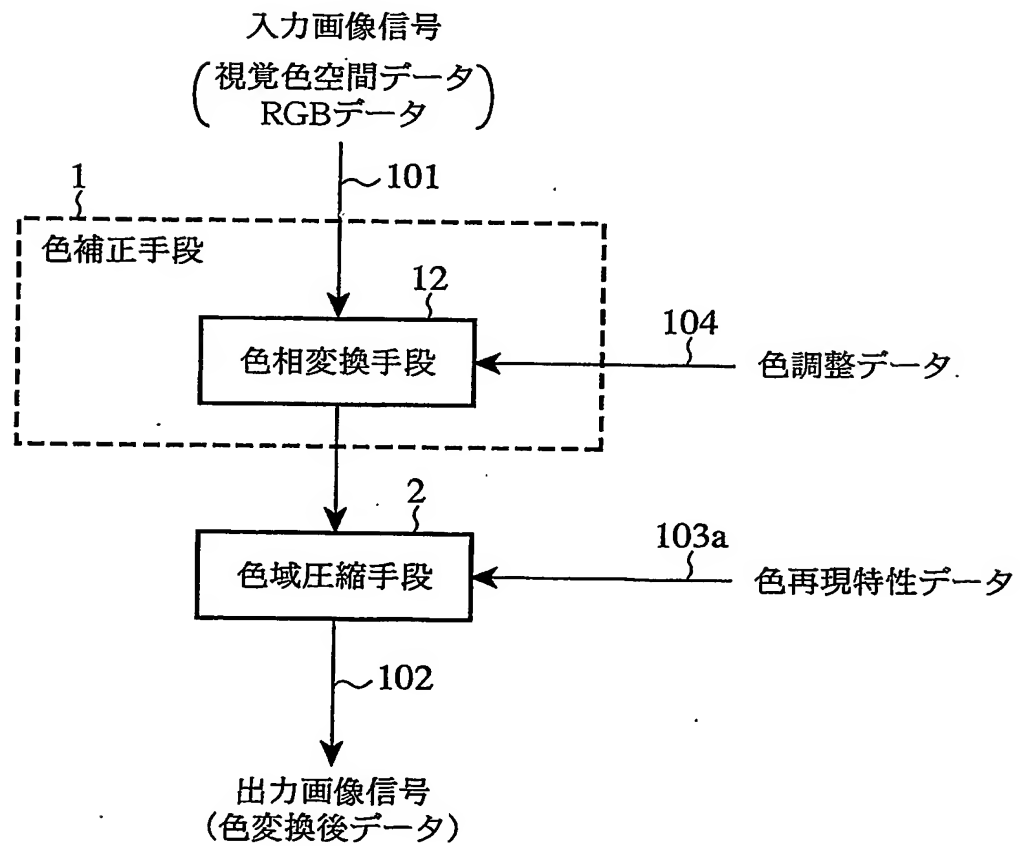 入力画像信号
(視覚色空間データ
RGBデータ)
101
1
色補正手段
12
色相変換手段
104
色調整データ
2
色域圧縮手段
103a
色再現特性データ
102
出力画像信号
(色変換後データ)